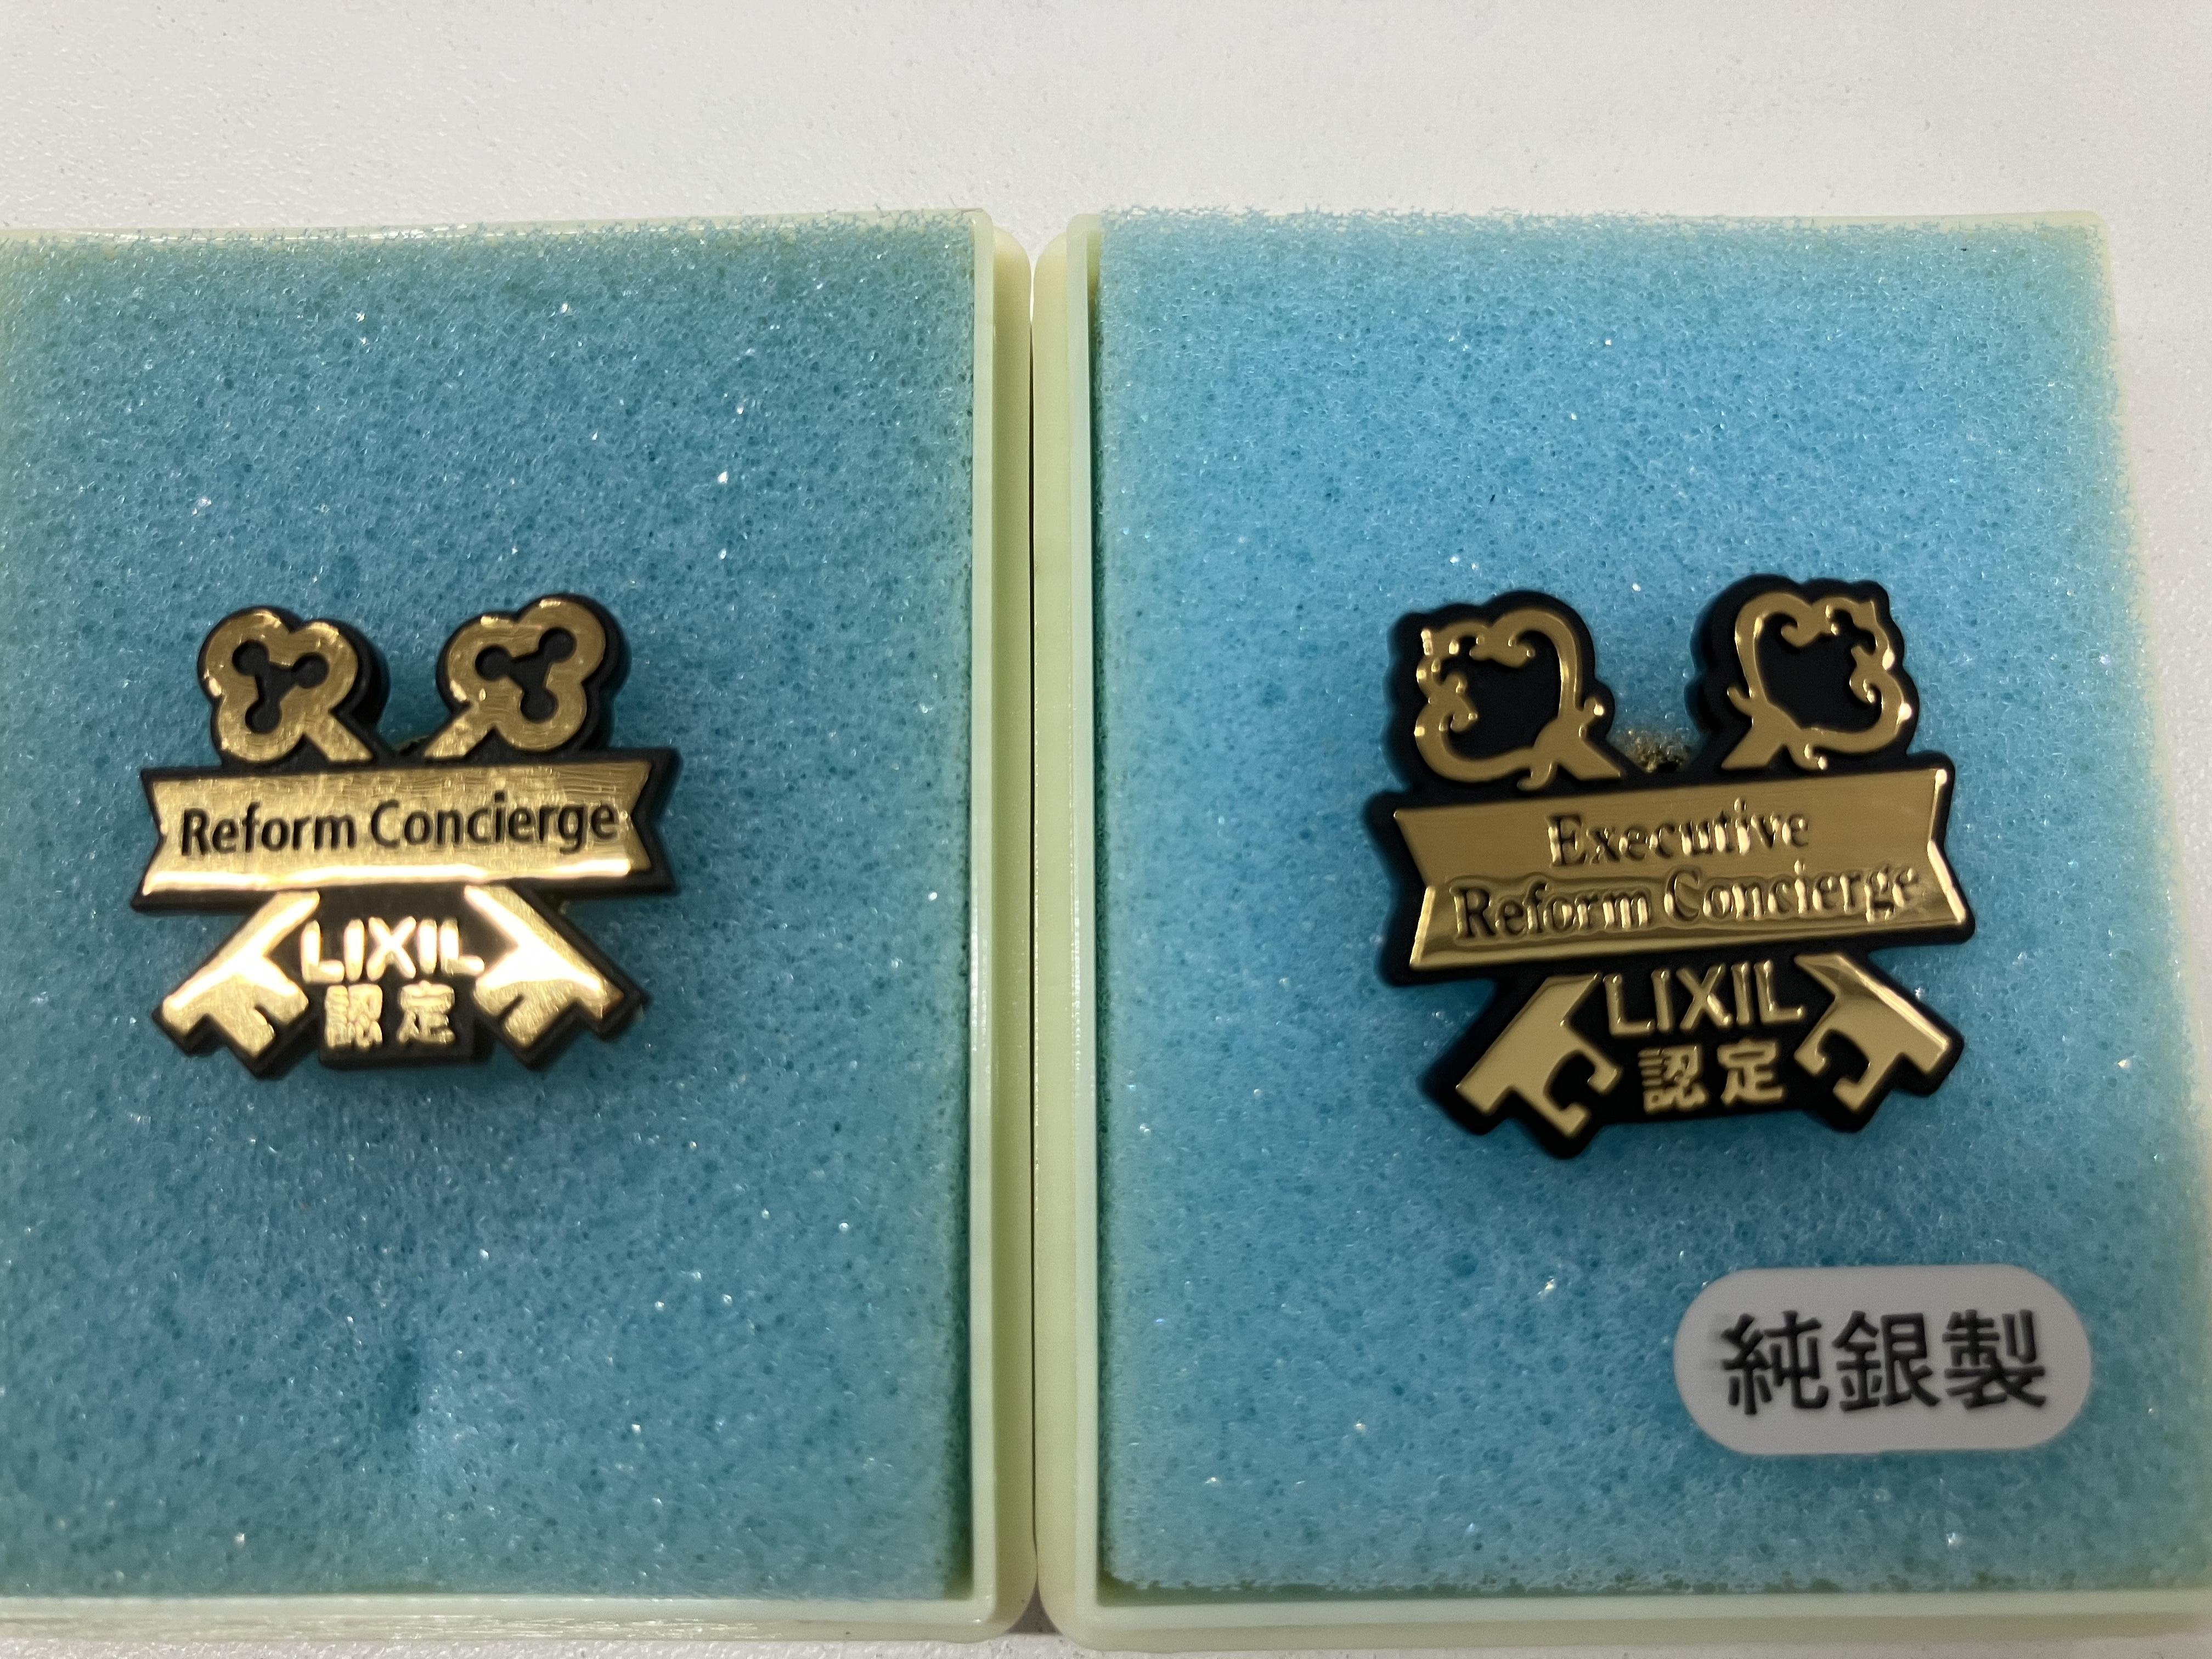 Reform Concierge
LIXIL
認定
Executive
Reform Concierge
LIXIL
認定
純銀製